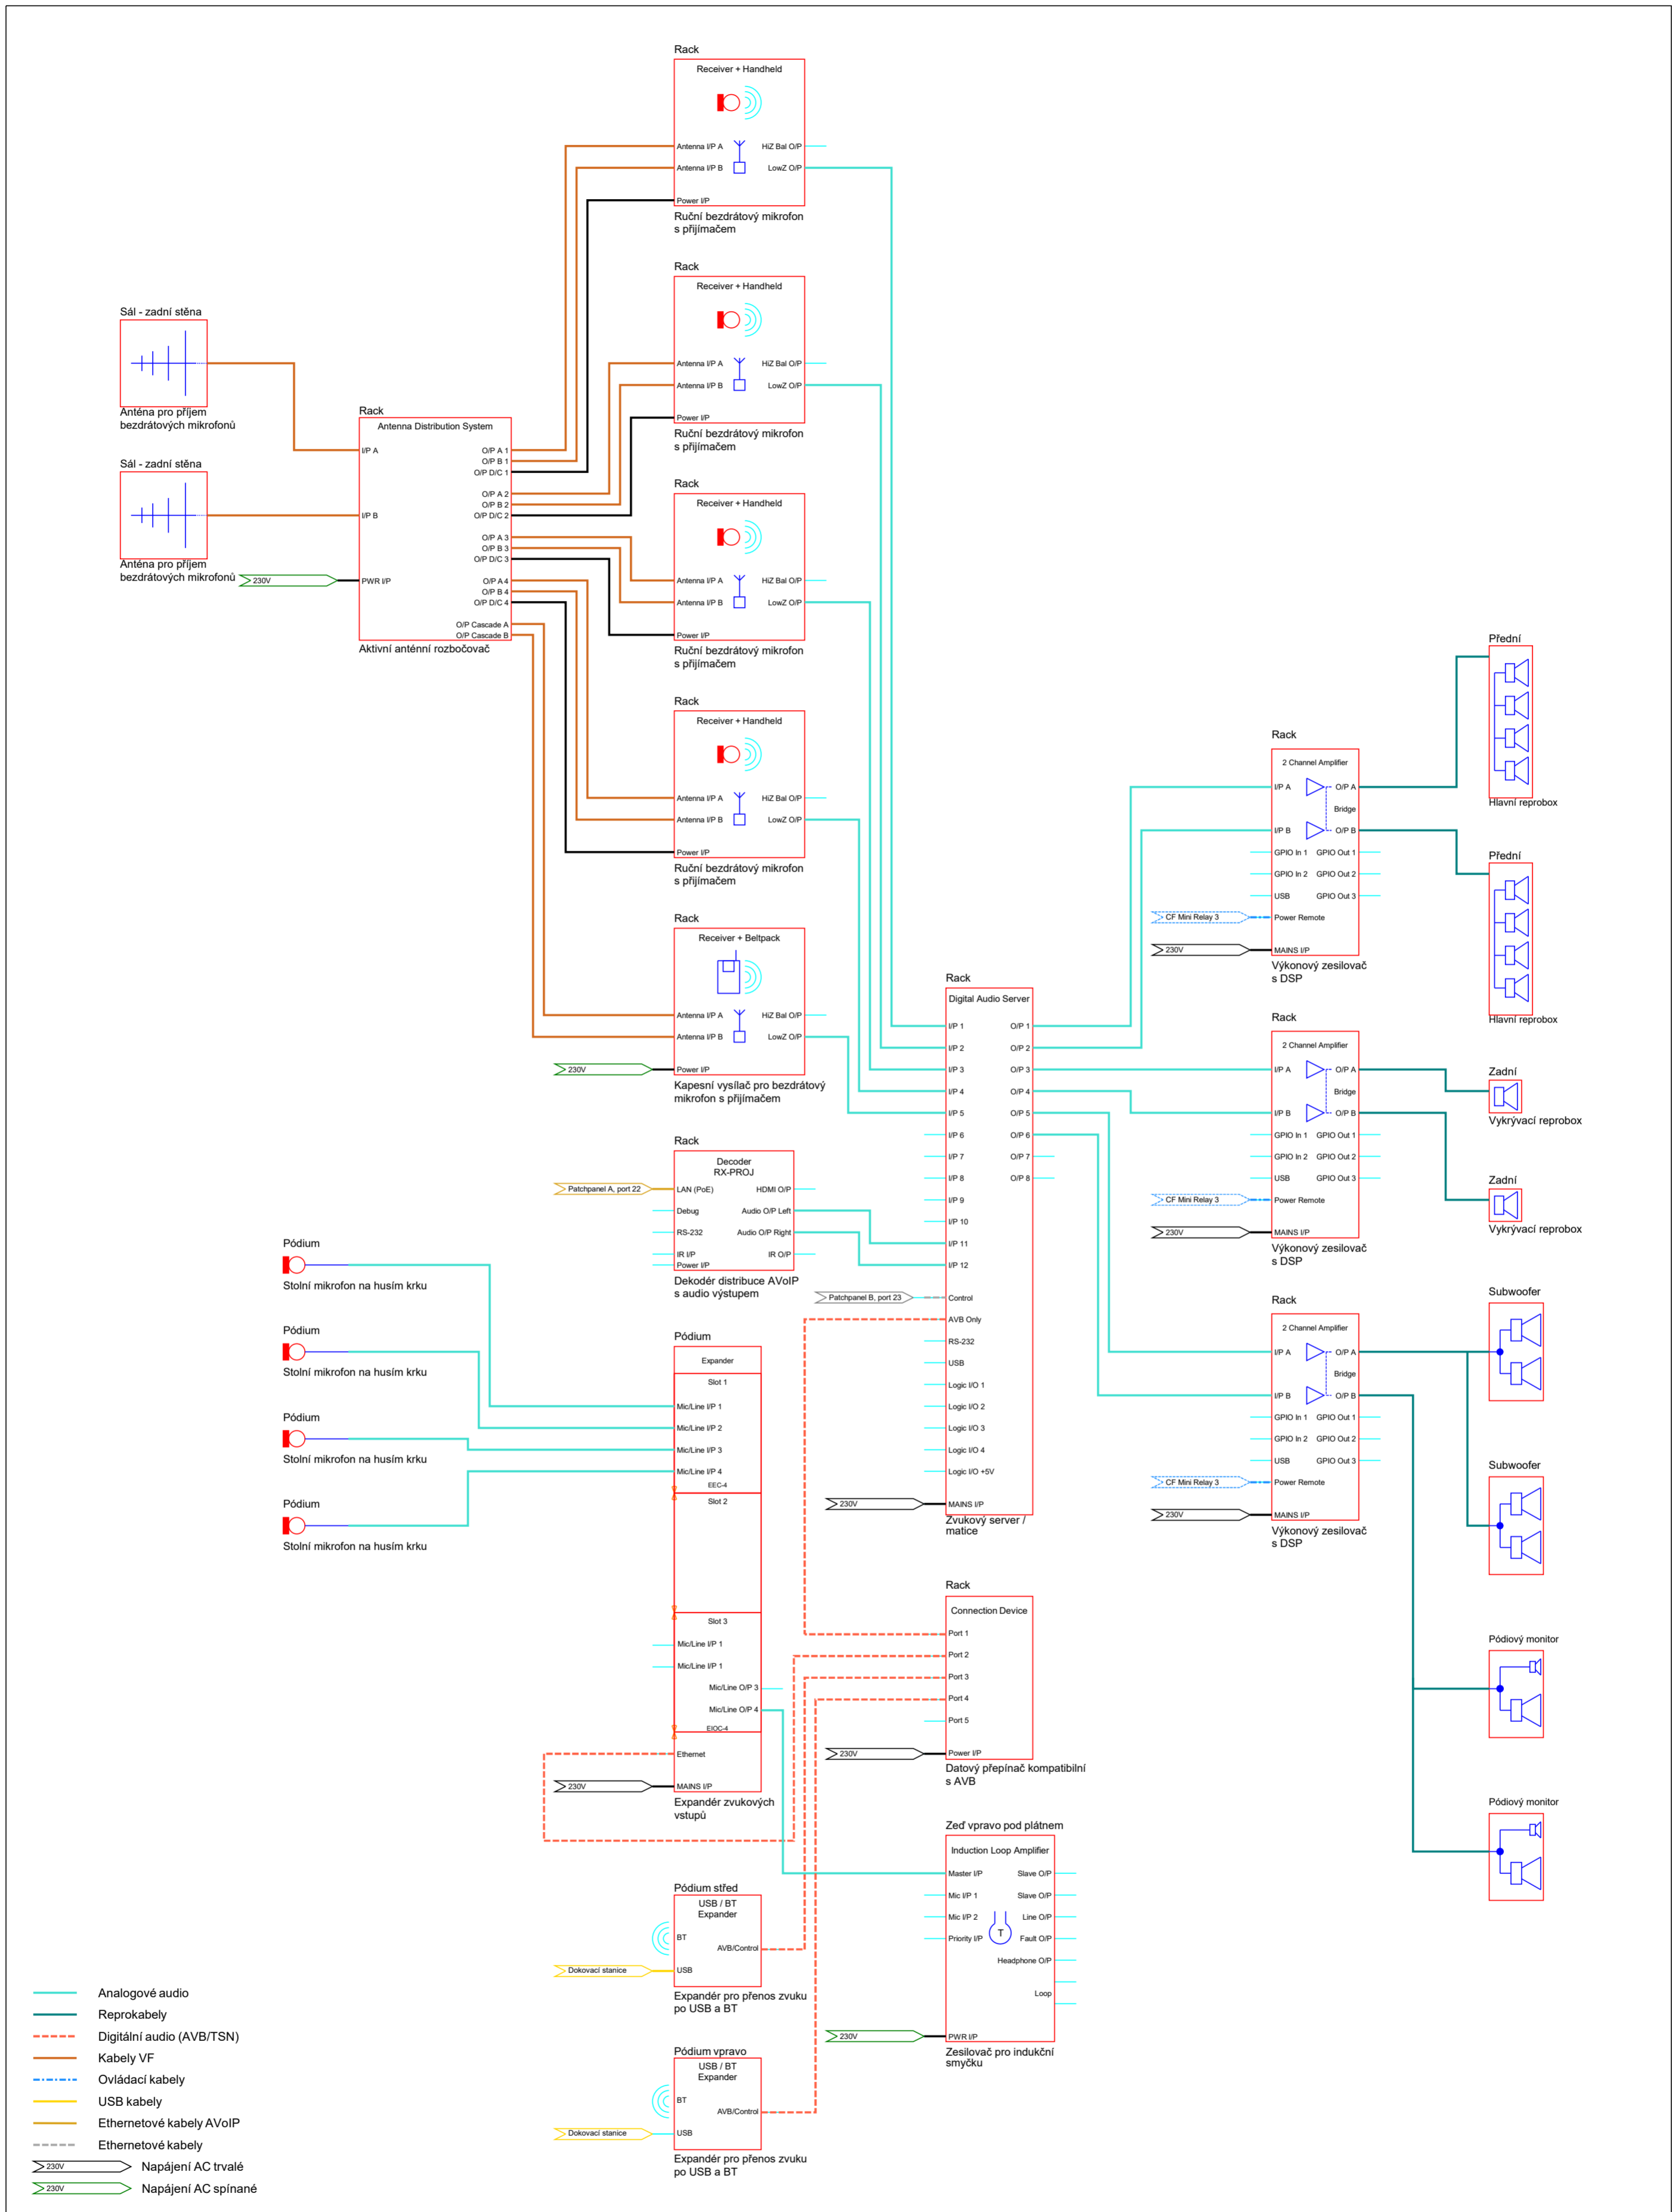 Rack
Receiver + Handheld
Antenna I/P A
HiZ Bal O/P
Antenna I/P B
LowZ O/P
Power I/P
Ruční bezdrátový mikrofon
s přijímačem
Rack
Receiver + Handheld
Antenna I/P A
HiZ Bal O/P
Antenna I/P B
LowZ O/P
Power I/P
Ruční bezdrátový mikrofon
s přijímačem
Rack
Receiver + Handheld
Antenna I/P A
HiZ Bal O/P
Antenna I/P B
LowZ O/P
Power I/P
Ruční bezdrátový mikrofon
s přijímačem
Rack
Receiver + Handheld
Antenna I/P A
HiZ Bal O/P
Antenna I/P B
LowZ O/P
Power I/P
Ruční bezdrátový mikrofon
s přijímačem
Rack
Receiver + Beltpack
Antenna I/P A
HiZ Bal O/P
Antenna I/P B
LowZ O/P
230V
Power I/P
Kapesní vysílač pro bezdrátový
mikrofon s přijímačem
Sál - zadní stěna
Anténa pro příjem
bezdrátových mikrofonů
Sál - zadní stěna
Anténa pro příjem
bezdrátových mikrofonů
Rack
Antenna Distribution System
I/P A
O/P A 1
O/P B 1
O/P D/C 1
O/P A 2
O/P B 2
I/P B
O/P D/C 2
O/P A 3
O/P B 3
O/P D/C 3
230V
PWR I/P
O/P A 4
O/P B 4
O/P D/C 4
O/P Cascade A
O/P Cascade B
Aktivní anténní rozbočovač
Rack
Decoder
RX-PROJ
Patchpanel A, port 22
LAN (PoE)
HDMI O/P
Debug
Audio O/P Left
RS-232
Audio O/P Right
IR I/P
IR O/P
Power I/P
Dekodér distribuce AVoIP
s audio výstupem
Pódium
Stolní mikrofon na husím krku
Pódium
Stolní mikrofon na husím krku
Pódium
Stolní mikrofon na husím krku
Pódium
Stolní mikrofon na husím krku
Pódium
Expander
Slot 1
Mic/Line I/P 1
Mic/Line I/P 2
Mic/Line I/P 3
Mic/Line I/P 4
EEC-4
Slot 2
Slot 3
Mic/Line I/P 1
Mic/Line I/P 1
Mic/Line O/P 3
Mic/Line O/P 4
EIOC-4
Ethernet
230V
MAINS I/P
Expandér zvukových
vstupů
Rack
Digital Audio Server
I/P 1
O/P 1
I/P 2
O/P 2
I/P 3
O/P 3
I/P 4
O/P 4
I/P 5
O/P 5
I/P 6
O/P 6
I/P 7
O/P 7
I/P 8
O/P 8
I/P 9
I/P 10
I/P 11
I/P 12
Patchpanel B, port 23
Control
AVB Only
RS-232
USB
Logic I/O 1
Logic I/O 2
Logic I/O 3
Logic I/O 4
Logic I/O +5V
230V
MAINS I/P
Zvukový server /
matice
Rack
Connection Device
Port 1
Port 2
Port 3
Port 4
Port 5
230V
Power I/P
Datový přepínač kompatibilní
s AVB
Zeď vpravo pod plátnem
Induction Loop Amplifier
Master I/P
Slave O/P
Mic I/P 1
Slave O/P
Mic I/P 2
Line O/P
T
Priority I/P
Fault O/P
Headphone O/P
Loop
230V
PWR I/P
Zesilovač pro indukční
smyčku
Pódium střed
USB / BT
Expander
BT
AVB/Control
Dokovací stanice
USB
Expandér pro přenos zvuku
po USB a BT
Pódium vpravo
USB / BT
Expander
BT
AVB/Control
Dokovací stanice
USB
Expandér pro přenos zvuku
po USB a BT
Rack
2 Channel Amplifier
I/P A
O/P A
Bridge
I/P B
O/P B
GPIO In 1
GPIO Out 1
GPIO In 2
GPIO Out 2
USB
GPIO Out 3
CF Mini Relay 3
Power Remote
230V
MAINS I/P
Výkonový zesilovač
s DSP
Rack
2 Channel Amplifier
I/P A
O/P A
Bridge
I/P B
O/P B
GPIO In 1
GPIO Out 1
GPIO In 2
GPIO Out 2
USB
GPIO Out 3
CF Mini Relay 3
Power Remote
230V
MAINS I/P
Výkonový zesilovač
s DSP
Rack
2 Channel Amplifier
I/P A
O/P A
Bridge
I/P B
O/P B
GPIO In 1
GPIO Out 1
GPIO In 2
GPIO Out 2
USB
GPIO Out 3
CF Mini Relay 3
Power Remote
230V
MAINS I/P
Výkonový zesilovač
s DSP
Přední
Hlavní reprobox
Přední
Hlavní reprobox
Zadní
Vykrývací reprobox
Zadní
Vykrývací reprobox
Subwoofer
Subwoofer
Pódiový monitor
Pódiový monitor
Analogové audio
Reprokabely
Digitální audio (AVB/TSN)
Kabely VF
Ovládací kabely
USB kabely
Ethernetové kabely AVoIP
Ethernetové kabely
230V
Napájení AC trvalé
230V
Napájení AC spínané